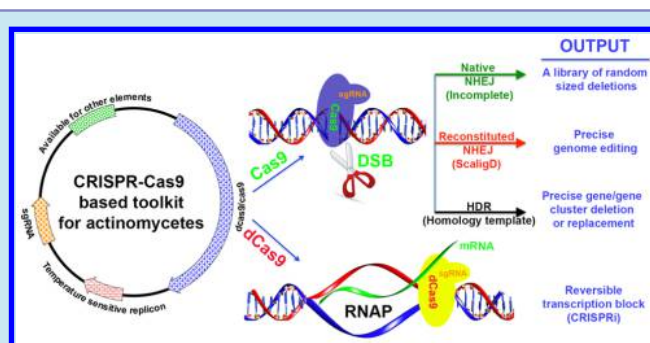 Available for other elements
dcas9/cas9
sgRNA
Temperature sensitive replicon
CRISPR-Cas9
based toolkit
for actinomycetes
Cas9
dCas9
sgRNA
Cas9
DSB
Native
NHEJ
(Incomplete)
Reconstituted
NHEJ
(ScaligD)
HDR
(Homology template)
mRNA
sgRNA
dCas9
RNAP
OUTPUT
A library of random
sized deletions
Precise
genome editing
Precise gene/gene
cluster deletion
or replacement
Reversible
transcription block
(CRISPRi)